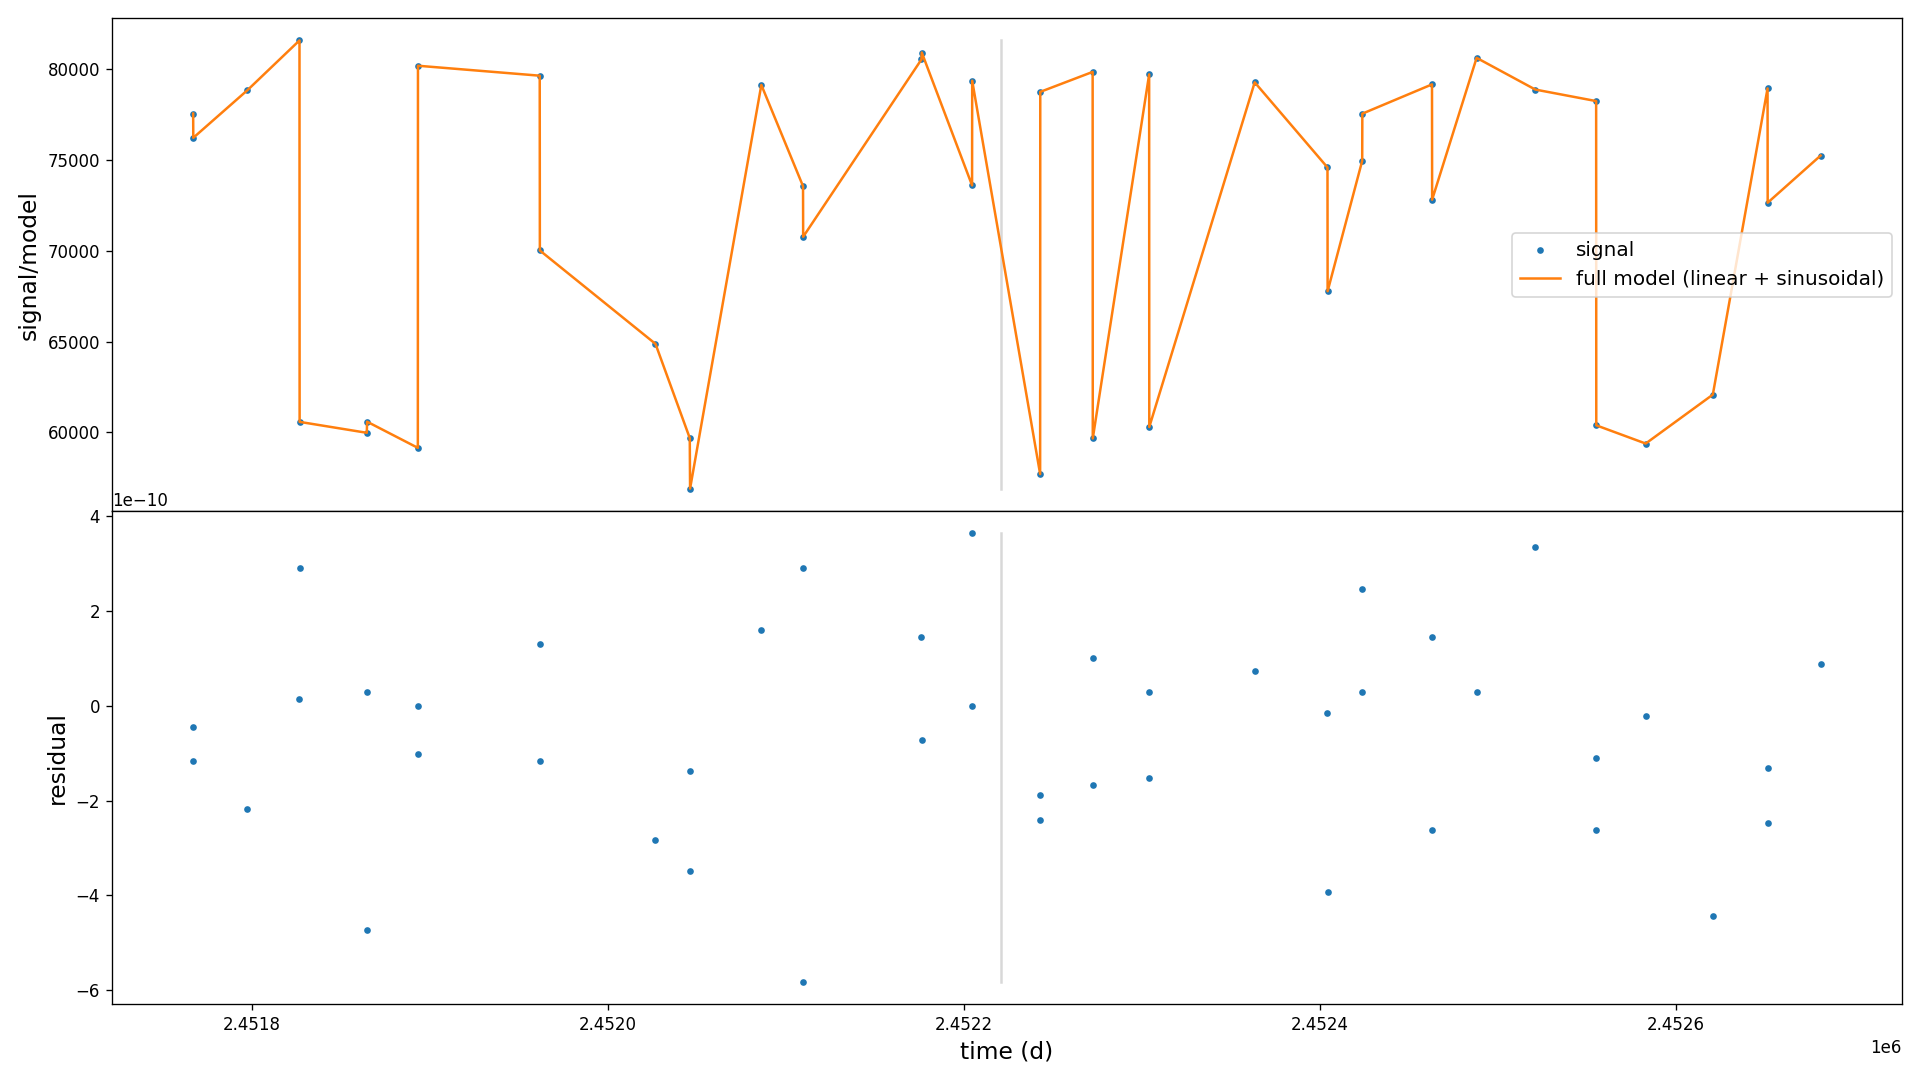 80000
75000
70000
65000
60000
signal/model
signal
full model (linear + sinusoidal)
1e−10
4
2
0
−2
−4
−6
residual
2.4518
2.4520
2.4522
2.4524
2.4526
time (d)
1e6